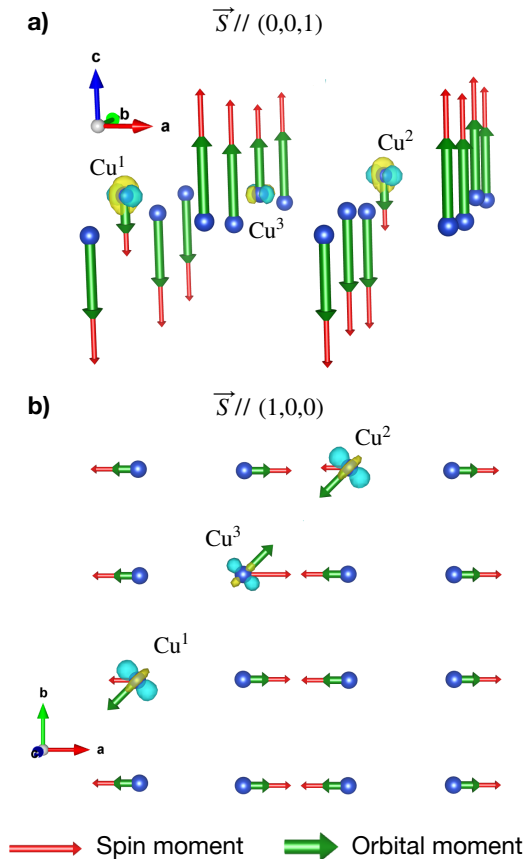 a)
S⃗ // (0,0,1)
c
b
a
Cu¹
Cu²
Cu³
b)
S⃗ // (1,0,0)
Cu²
Cu³
Cu¹
b
a
c
Spin moment
Orbital moment